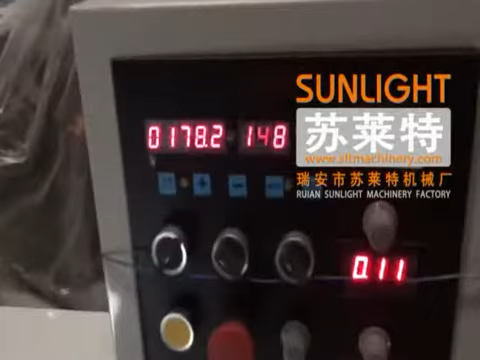 SUNLIGHT
苏莱特
www.sltmachinery.com
瑞安市苏莱特机械厂
RUIAN SUNLIGHT MACHINERY FACTORY
0178.2 148
0.11